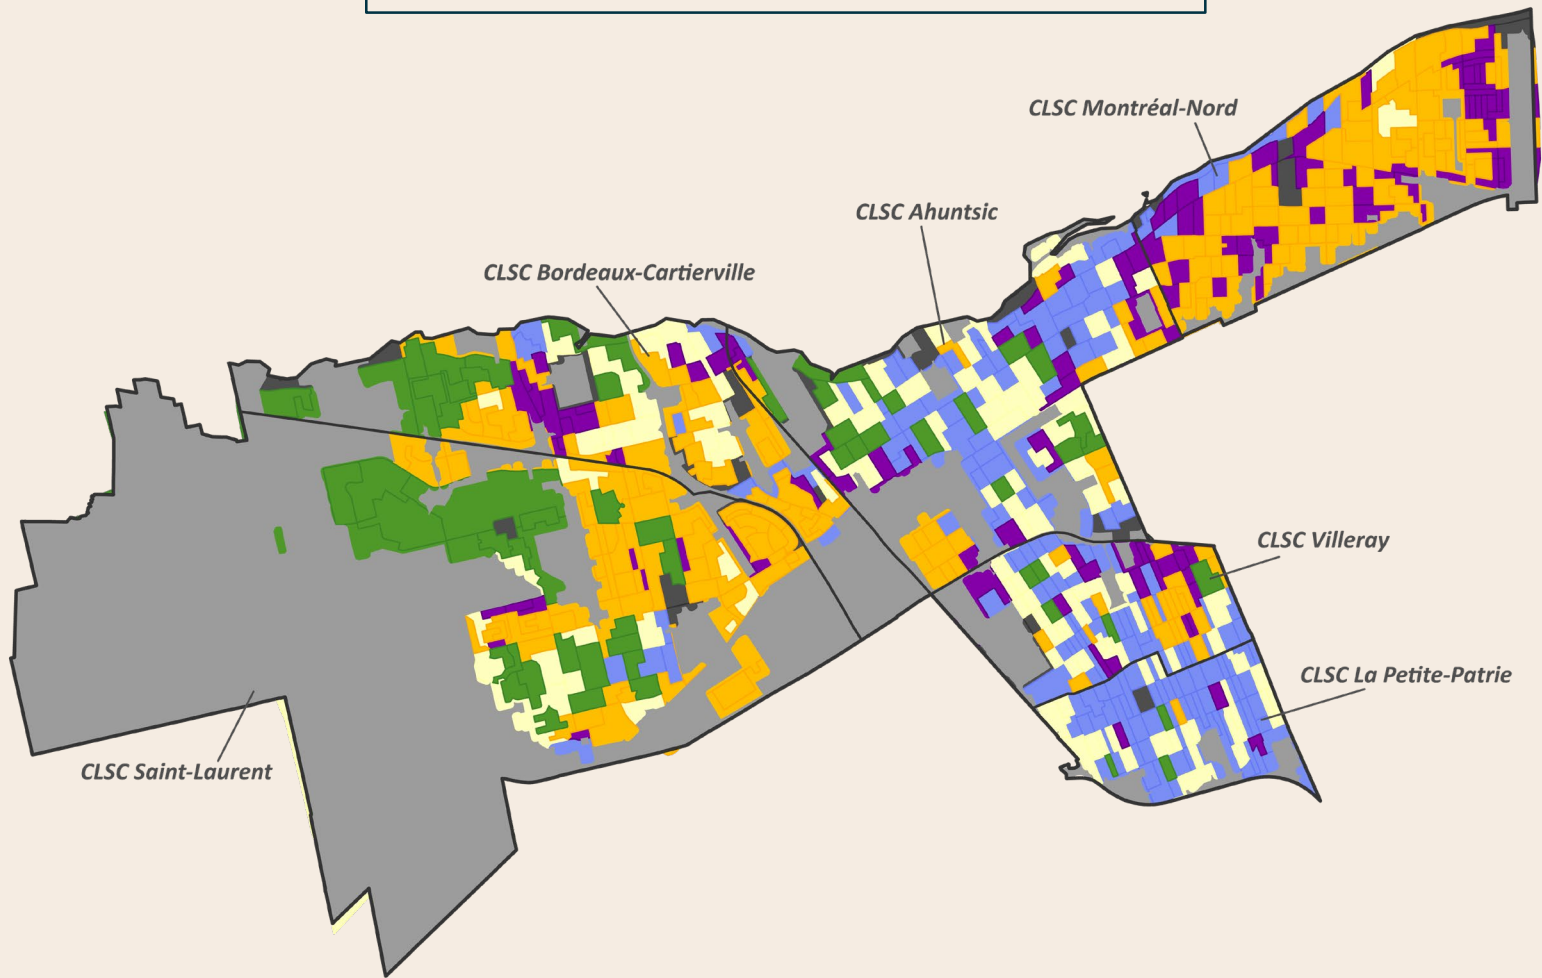 CLSC Montréal-Nord
CLSC Ahuntsic
CLSC Bordeaux-Cartierville
CLSC Villeray
CLSC La Petite-Patrie
CLSC Saint-Laurent